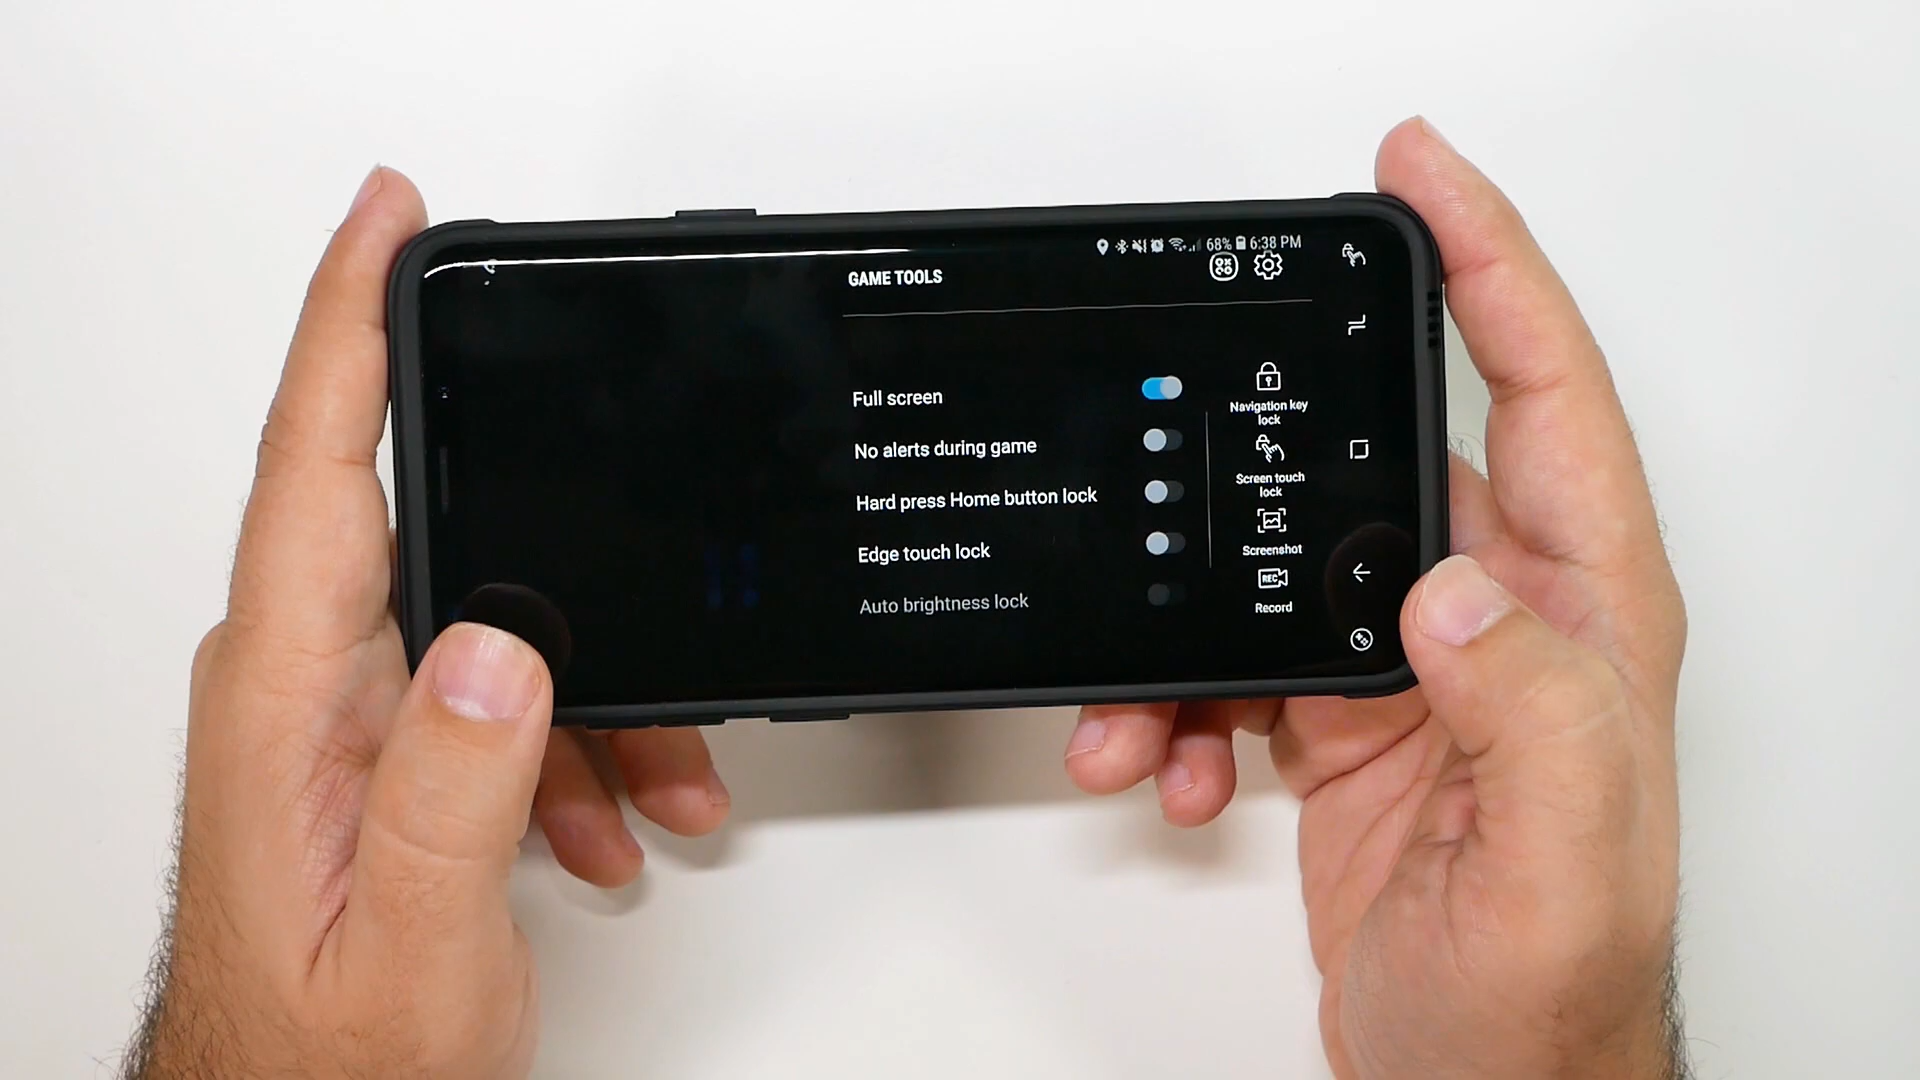 68% 6:38 PM
GAME TOOLS
Full screen
No alerts during game
Hard press Home button lock
Edge touch lock
Auto brightness lock
Navigation key
lock
Screen touch
lock
Screenshot
REC
Record